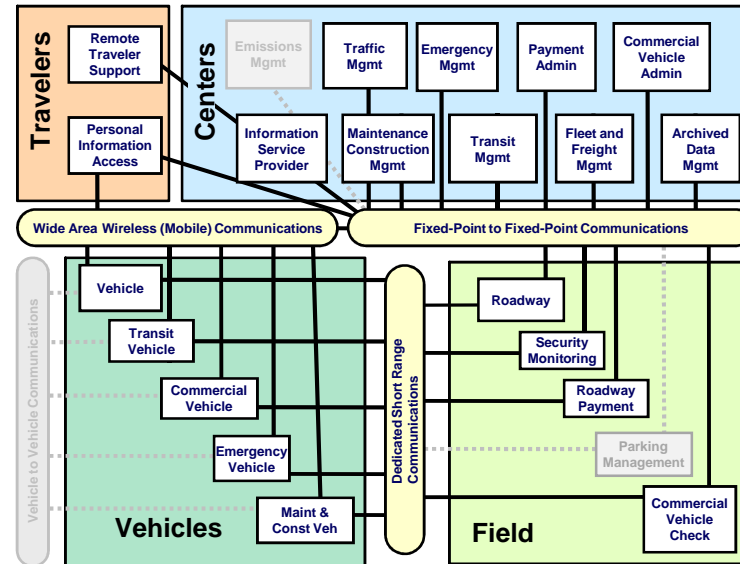 Travelers
Remote
Traveler
Support
Personal
Information
Access
Centers
Emissions
Mgmt
Traffic
Mgmt
Emergency
Mgmt
Payment
Admin
Commercial
Vehicle
Admin
Information
Service
Provider
Maintenance
Construction
Mgmt
Transit
Mgmt
Fleet and
Freight
Mgmt
Archived
Data
Mgmt
Wide Area Wireless (Mobile) Communications
Fixed-Point to Fixed-Point Communications
Vehicle to Vehicle Communications
Vehicle
Transit
Vehicle
Commercial
Vehicle
Emergency
Vehicle
Maint &
Const Veh
Vehicles
Dedicated Short Range
Communications
Roadway
Security
Monitoring
Roadway
Payment
Parking
Management
Commercial
Vehicle
Check
Field